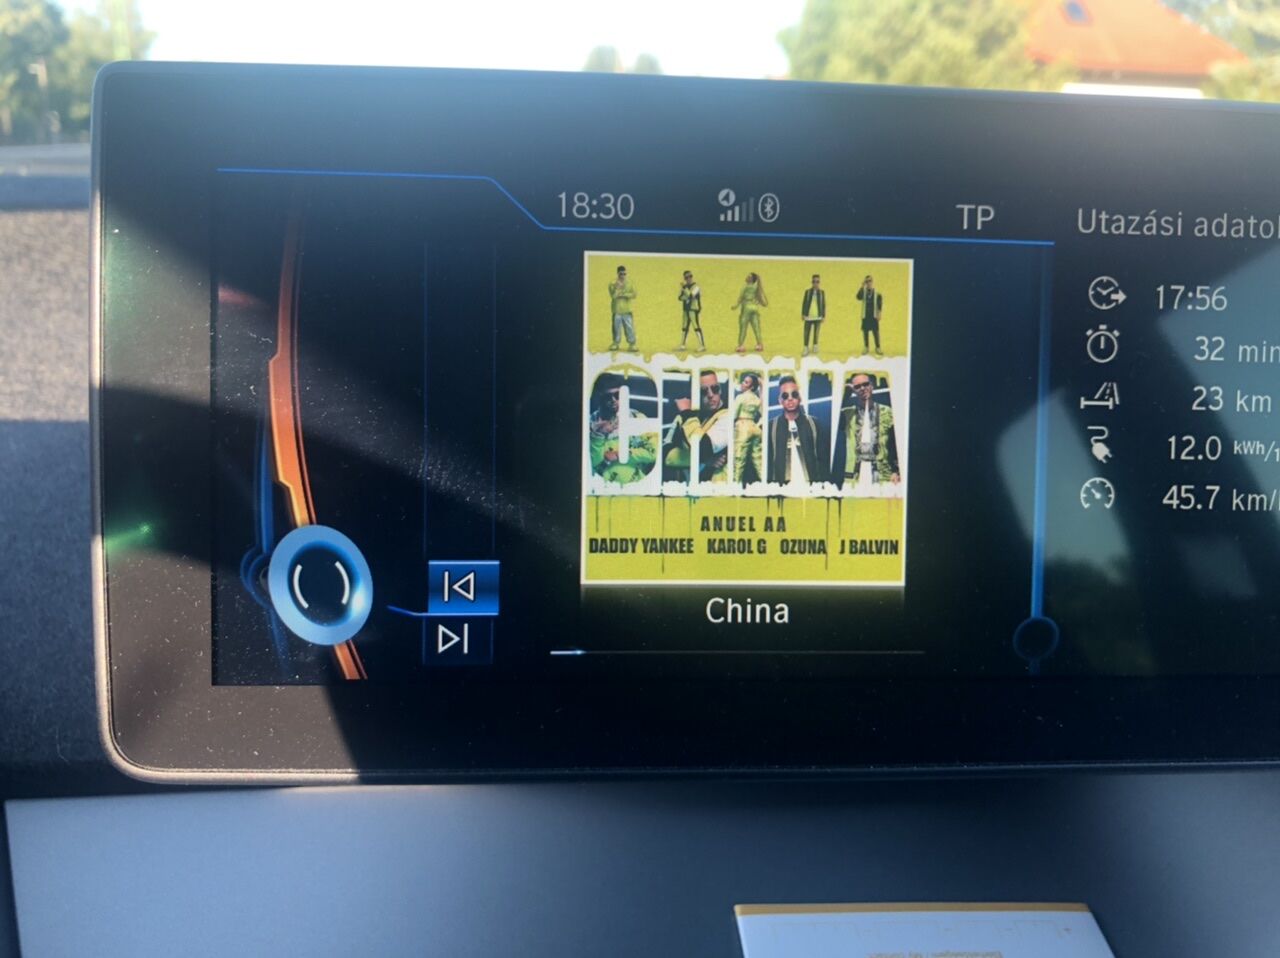 18:30
TP
CHINA
ANUEL AA
DADDY YANKEE KAROL G OZUNA J BALVIN
China
Utazási
17:56
32 min
23 km
12.0 kWh/1
45.7 km/